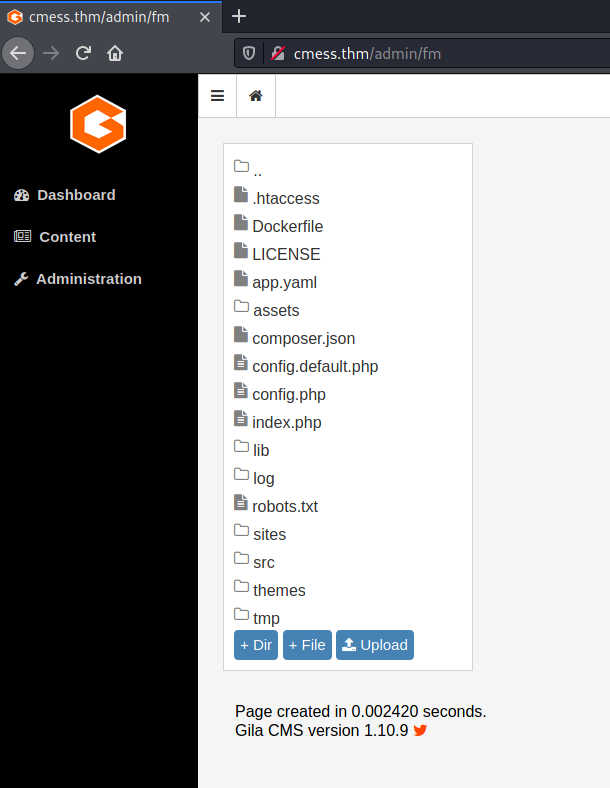 cmess.thm/admin/fm
cmess.thm/admin/fm
Dashboard
Content
Administration
..
.htaccess
Dockerfile
LICENSE
app.yaml
assets
composer.json
config.default.php
config.php
index.php
lib
log
robots.txt
sites
src
themes
tmp
+ Dir + File Upload
Page created in 0.002420 seconds.
Gila CMS version 1.10.9